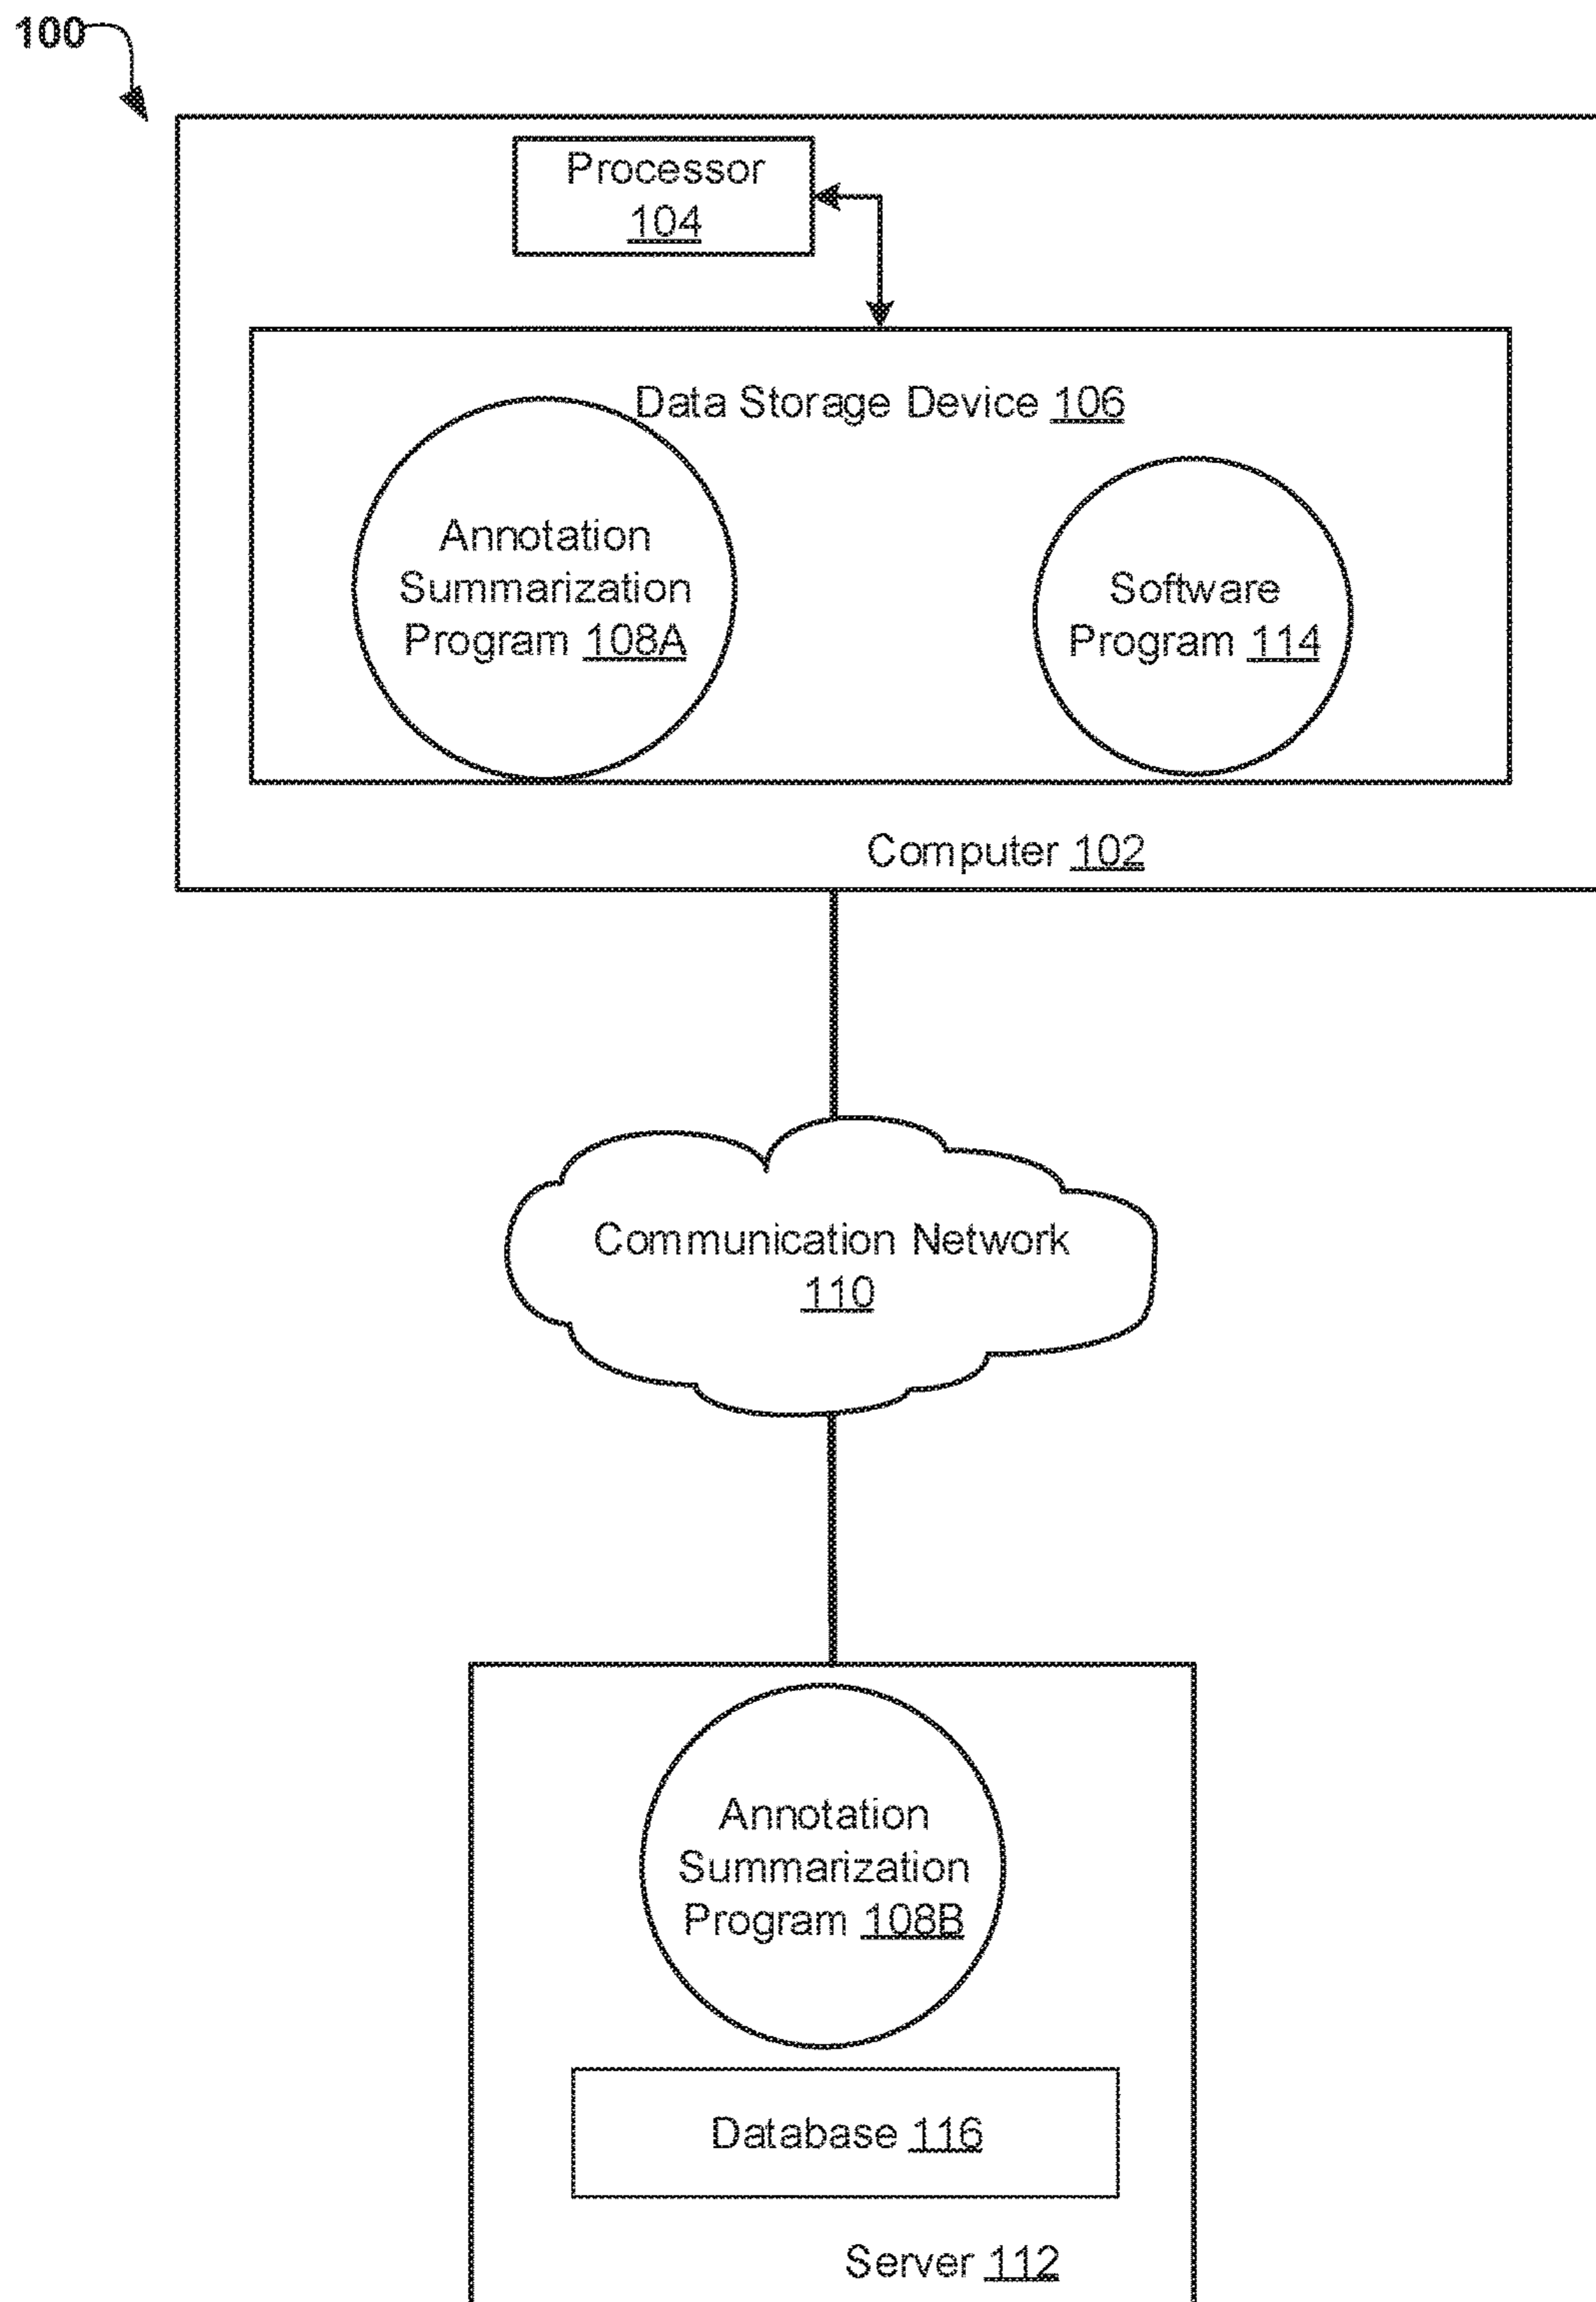 100
Processor
104
Data Storage Device 106
Annotation
Summarization
Program 108A
Software
Program 114
Computer 102
Communication Network
110
Annotation
Summarization
Program 108B
Database 116
Server 112